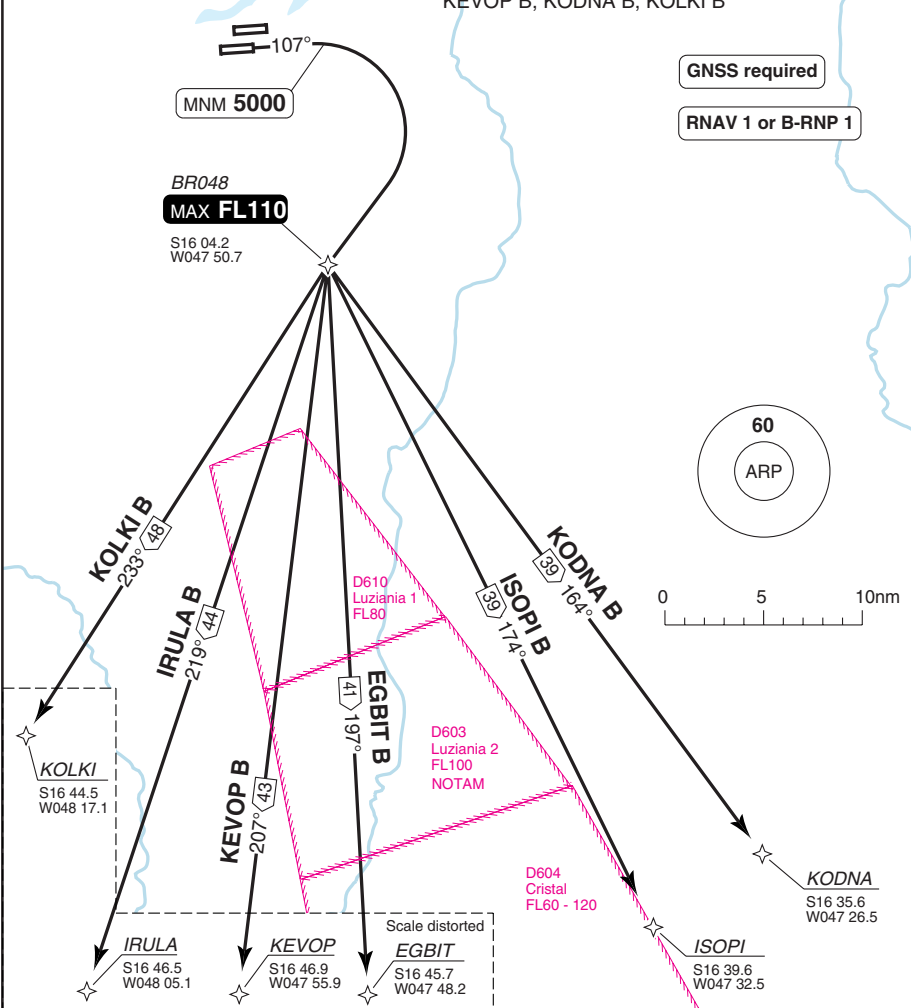 KEVOP B, KODNA B, KOLKI B
107°
GNSS required
MNM 5000
RNAV 1 or B-RNP 1
BR048
MAX FL110
S16 04.2
W047 50.7
60
ARP
KOLKI B
233° 48
IRULA B
219° 44
KEVOP B
207° 43
EGBIT B
41 197°
ISOPI B
39 174°
KODNA B
39 164°
0 5 10nm
D610
Luziania 1
FL80
D603
Luziania 2
FL100
NOTAM
D604
Cristal
FL60 - 120
KOLKI
S16 44.5
W048 17.1
KODNA
S16 35.6
W047 26.5
Scale distorted
IRULA
S16 46.5
W048 05.1
KEVOP
S16 46.9
W047 55.9
EGBIT
S16 45.7
W047 48.2
ISOPI
S16 39.6
W047 32.5